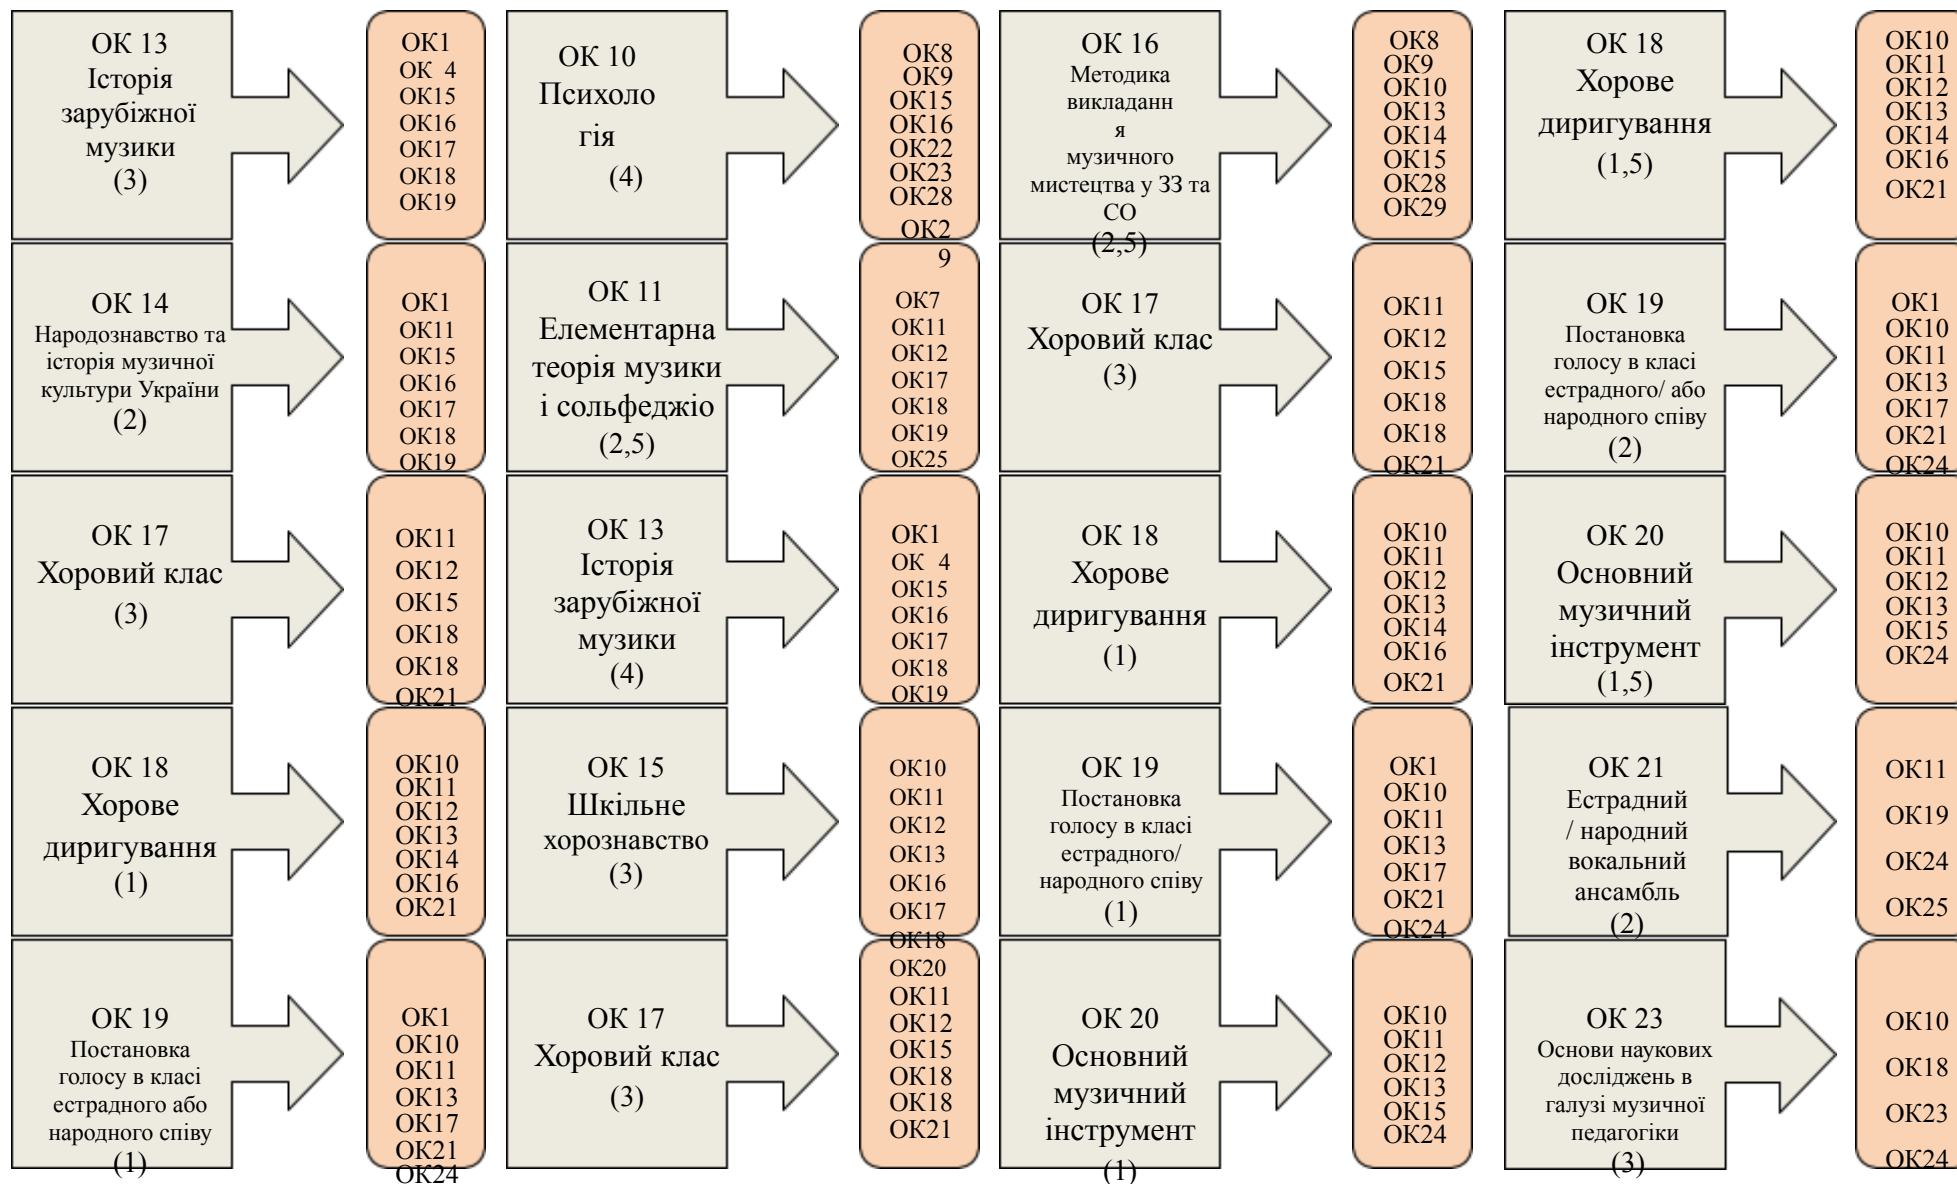 ОК 13
Історія
зарубіжної
музики
(3)
ОК1
ОК 4
ОК15
ОК16
ОК17
ОК18
ОК19
ОК 10
Психоло
гія
(4)
ОК8
ОК9
ОК15
ОК16
ОК22
ОК23
ОК28
ОК2
9
ОК 16
Методика
викладанн
я
музичного
мистецтва у ЗЗ та
СО
(2,5)
ОК8
ОК9
ОК10
ОК13
ОК14
ОК15
ОК28
ОК29
ОК 18
Хорове
диригування
(1,5)
ОК10
ОК11
ОК12
ОК13
ОК14
ОК16
ОК21
ОК 14
Народознавство та
історія музичної
культури України
(2)
ОК1
ОК11
ОК15
ОК16
ОК17
ОК18
ОК19
ОК 11
Елементарна
теорія музики
і сольфеджіо
(2,5)
ОК7
ОК11
ОК12
ОК17
ОК18
ОК19
ОК25
ОК 17
Хоровий клас
(3)
ОК11
ОК12
ОК15
ОК18
ОК18
ОК21
ОК 19
Постановка
голосу в класі
естрадного/ або
народного співу
(2)
ОК1
ОК10
ОК11
ОК13
ОК17
ОК21
ОК24
ОК 17
Хоровий клас
(3)
ОК11
ОК12
ОК15
ОК18
ОК18
ОК21
ОК 13
Історія
зарубіжної
музики
(4)
ОК1
ОК 4
ОК15
ОК16
ОК17
ОК18
ОК19
ОК 18
Хорове
диригування
(1)
ОК10
ОК11
ОК12
ОК13
ОК14
ОК16
ОК21
ОК 20
Основний
музичний
інструмент
(1,5)
ОК10
ОК11
ОК12
ОК13
ОК15
ОК24
ОК 18
Хорове
диригування
(1)
ОК10
ОК11
ОК12
ОК13
ОК14
ОК16
ОК21
ОК 15
Шкільне
хорознавство
(3)
ОК10
ОК11
ОК12
ОК13
ОК16
ОК17
ОК18
ОК20
ОК 19
Постановка
голосу в класі
естрадного/
народного співу
(1)
ОК1
ОК10
ОК11
ОК13
ОК17
ОК21
ОК24
ОК 21
Естрадний
/ народний
вокальний
ансамбль
(2)
ОК11
ОК19
ОК24
ОК25
ОК 19
Постановка
голосу в класі
естрадного або
народного співу
(1)
ОК1
ОК10
ОК11
ОК13
ОК17
ОК21
ОК24
ОК 17
Хоровий клас
(3)
ОК11
ОК12
ОК15
ОК18
ОК18
ОК21
ОК 20
Основний
музичний
інструмент
(1)
ОК10
ОК11
ОК12
ОК13
ОК15
ОК24
ОК 23
Основи наукових
досліджень в
галузі музичної
педагогіки
(3)
ОК10
ОК18
ОК23
ОК24